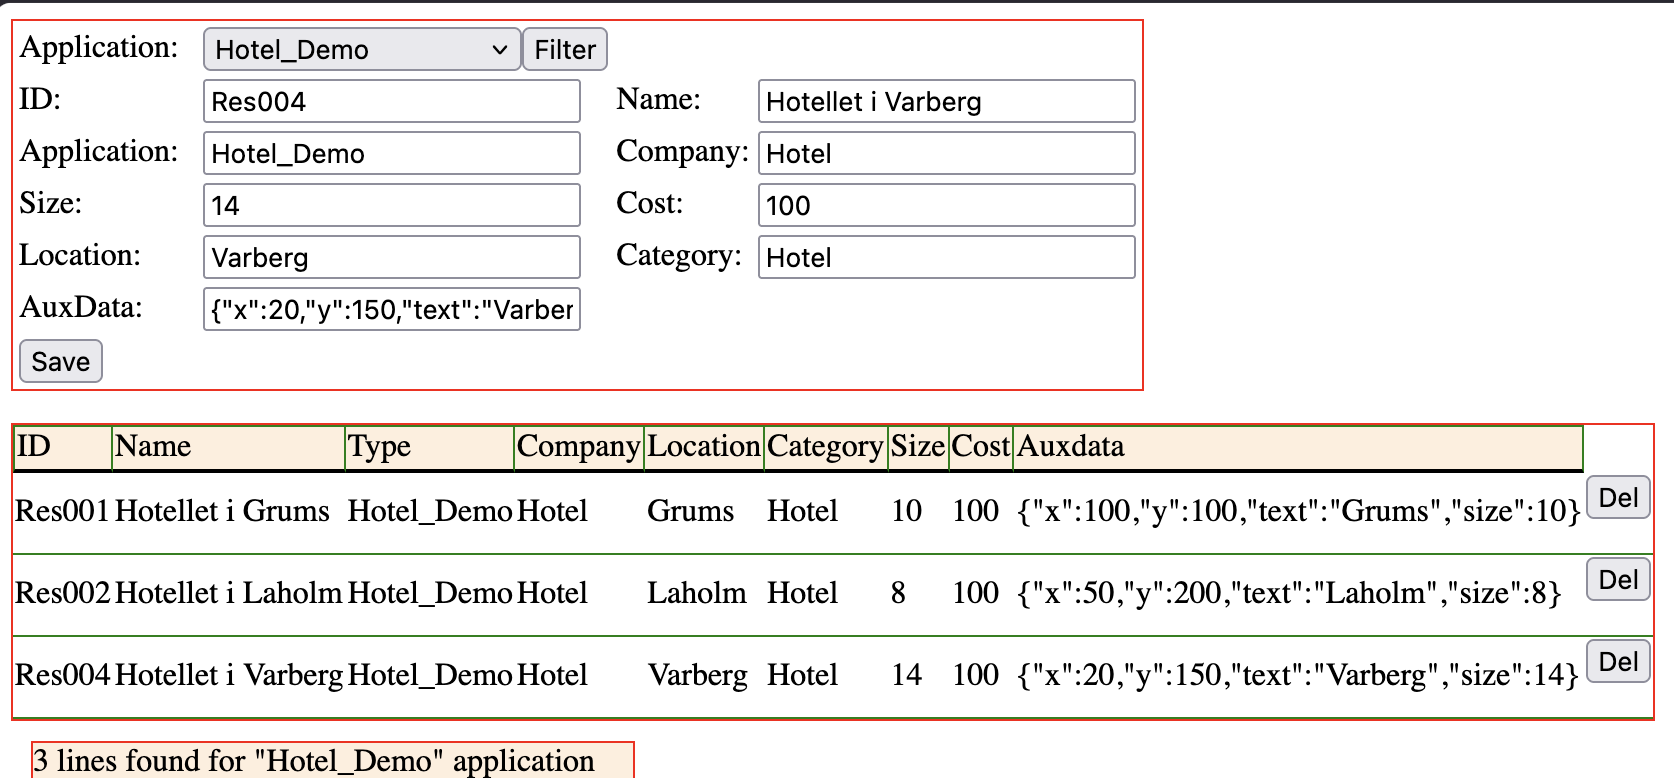 Application: Hotel_Demo Filter
ID: Res004 Name: Hotellet i Varberg
Application: Hotel_Demo Company: Hotel
Size: 14 Cost: 100
Location: Varberg Category: Hotel
AuxData: {"x":20,"y":150,"text":"Varber
Save
ID Name Type Company Location Category Size Cost Auxdata
Res001 Hotellet i Grums Hotel_Demo Hotel Grums Hotel 10 100 {"x":100,"y":100,"text":"Grums","size":10} Del
Res002 Hotellet i Laholm Hotel_Demo Hotel Laholm Hotel 8 100 {"x":50,"y":200,"text":"Laholm","size":8} Del
Res004 Hotellet i Varberg Hotel_Demo Hotel Varberg Hotel 14 100 {"x":20,"y":150,"text":"Varberg","size":14} Del
3 lines found for "Hotel_Demo" application